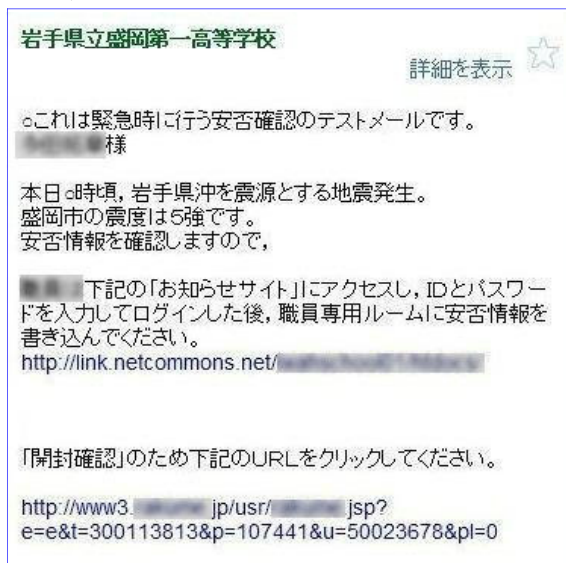 岩手県立盛岡第一高等学校
詳細を表示
○これは緊急時に行う安否確認のテストメールです。
様
本日○時頃，岩手県沖を震源とする地震発生。
盛岡市の震度は5強です。
安否情報を確認しますので，
下記の「お知らせサイト」にアクセスし，IDとパスワー
ドを入力してログインした後，職員専用ルームに安否情報を
書き込んでください。
http://link.netcommons.net/
「開封確認」のため下記のURLをクリックしてください。
http://www3. jp/usr/ jsp?
e=e&t=300113813&p=107441&u=50023678&pl=0